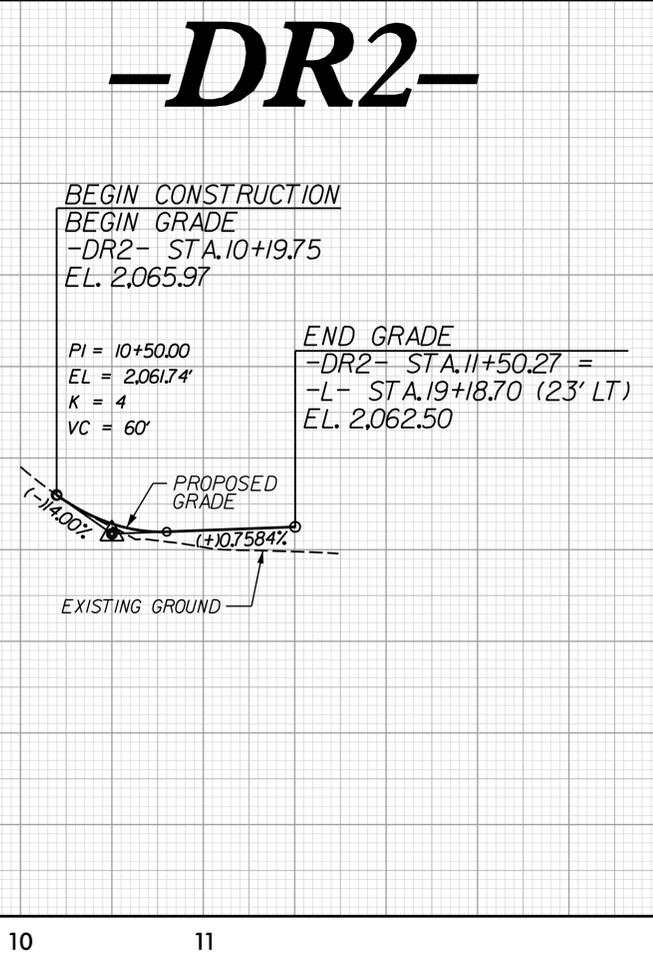 -DR2-
BEGIN CONSTRUCTION
BEGIN GRADE
-DR2- STA.10+19.75
EL. 2,065.97
END GRADE
-DR2- STA.11+50.27 =
-L- STA.19+18.70 (23' LT)
EL. 2,062.50
PI = 10+50.00
EL = 2,061.74'
K = 4
VC = 60'
PROPOSED
GRADE
(-)14.00%
(+)0.7584%
EXISTING GROUND
10 11